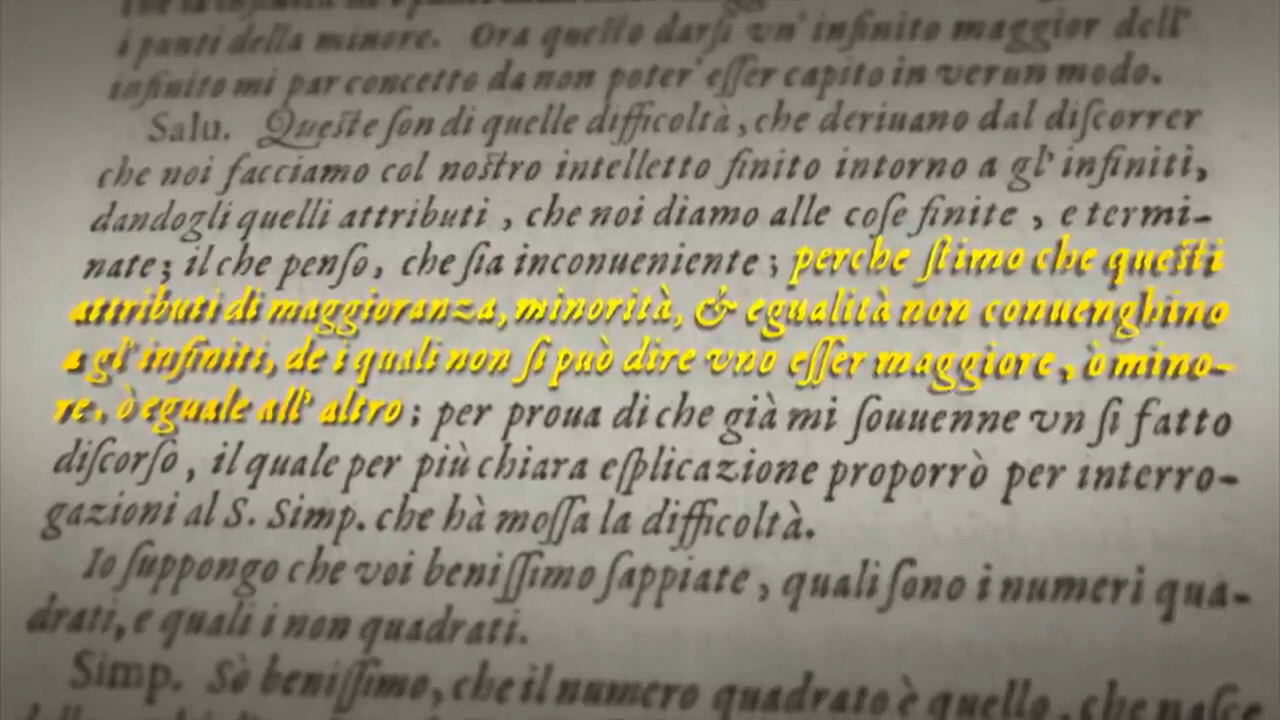 i punti della minore. Ora queſto darſi vn' infinito maggior dell'
infinito mi par concetto da non poter' eſſer capito in verun modo.
Salu. Queſte ſon di quelle difficoltà, che deriuano dal diſcorrer
che noi facciamo col noſtro intelletto finito intorno a gl' infiniti,
dandogli quelli attributi, che noi diamo alle coſe finite, e termi-
nate; il che penſo, che ſia inconueniente; perche ſtimo che queſti
attributi di maggioranza, minorità, & egualità non conuenghino
a gl' infiniti, de i quali non ſi può dire vno eſſer maggiore, ò mino-
re, ò eguale all' altro; per proua di che già mi ſouuenne vn ſi fatto
diſcorſo, il quale per più chiara eſplicazione proporrò per interro-
gazioni al S. Simp. che hà moſſa la difficoltà.
Io ſuppongo che voi beniſſimo ſappiate, quali ſono i numeri qua-
drati, e quali i non quadrati.
Simp. Sò beniſſimo, che il numero quadrato è quello, che naſce